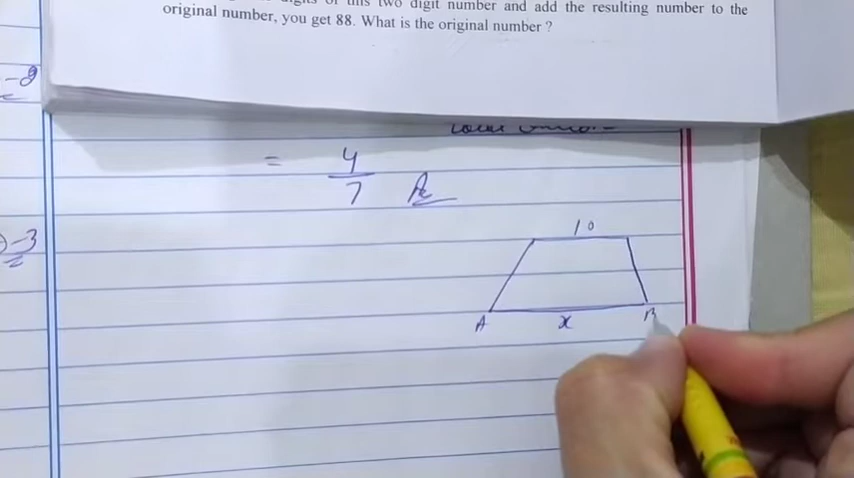 two digit number and add the resulting number to the
original number, you get 88. What is the original number ?
-8
= 4
7
-3
10
A x B